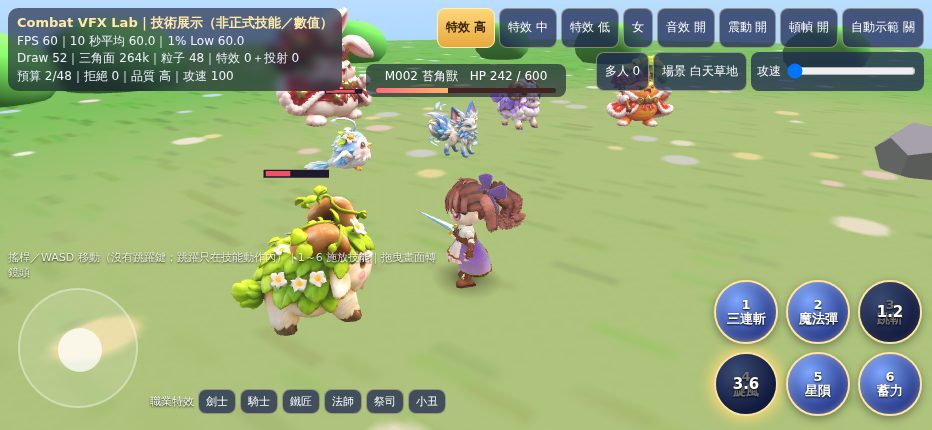 Combat VFX Lab｜技術展示（非正式技能／數值）
FPS 60｜10 秒平均 60.0｜1% Low 60.0
Draw 52｜三角面 264k｜粒子 48｜特效 0＋投射 0
預算 2/48｜拒絕 0｜品質 高｜攻速 100
特效 高
特效 中
特效 低
女
音效 開
震動 開
頓幀 開
自動示範 關
M002 苔角獸 HP 242 / 600
多人 0
場景 白天草地
攻速
搖桿／WASD 移動（沒有跳躍鍵；跳躍只在技能動作內）｜1～6 施放技能｜拖曳畫面轉
鏡頭
1
三連斬
2
魔法彈
3
1.2
4
旋風
3.6
5
星隕
6
蓄力
職業特效
劍士
騎士
鐵匠
法師
祭司
小丑